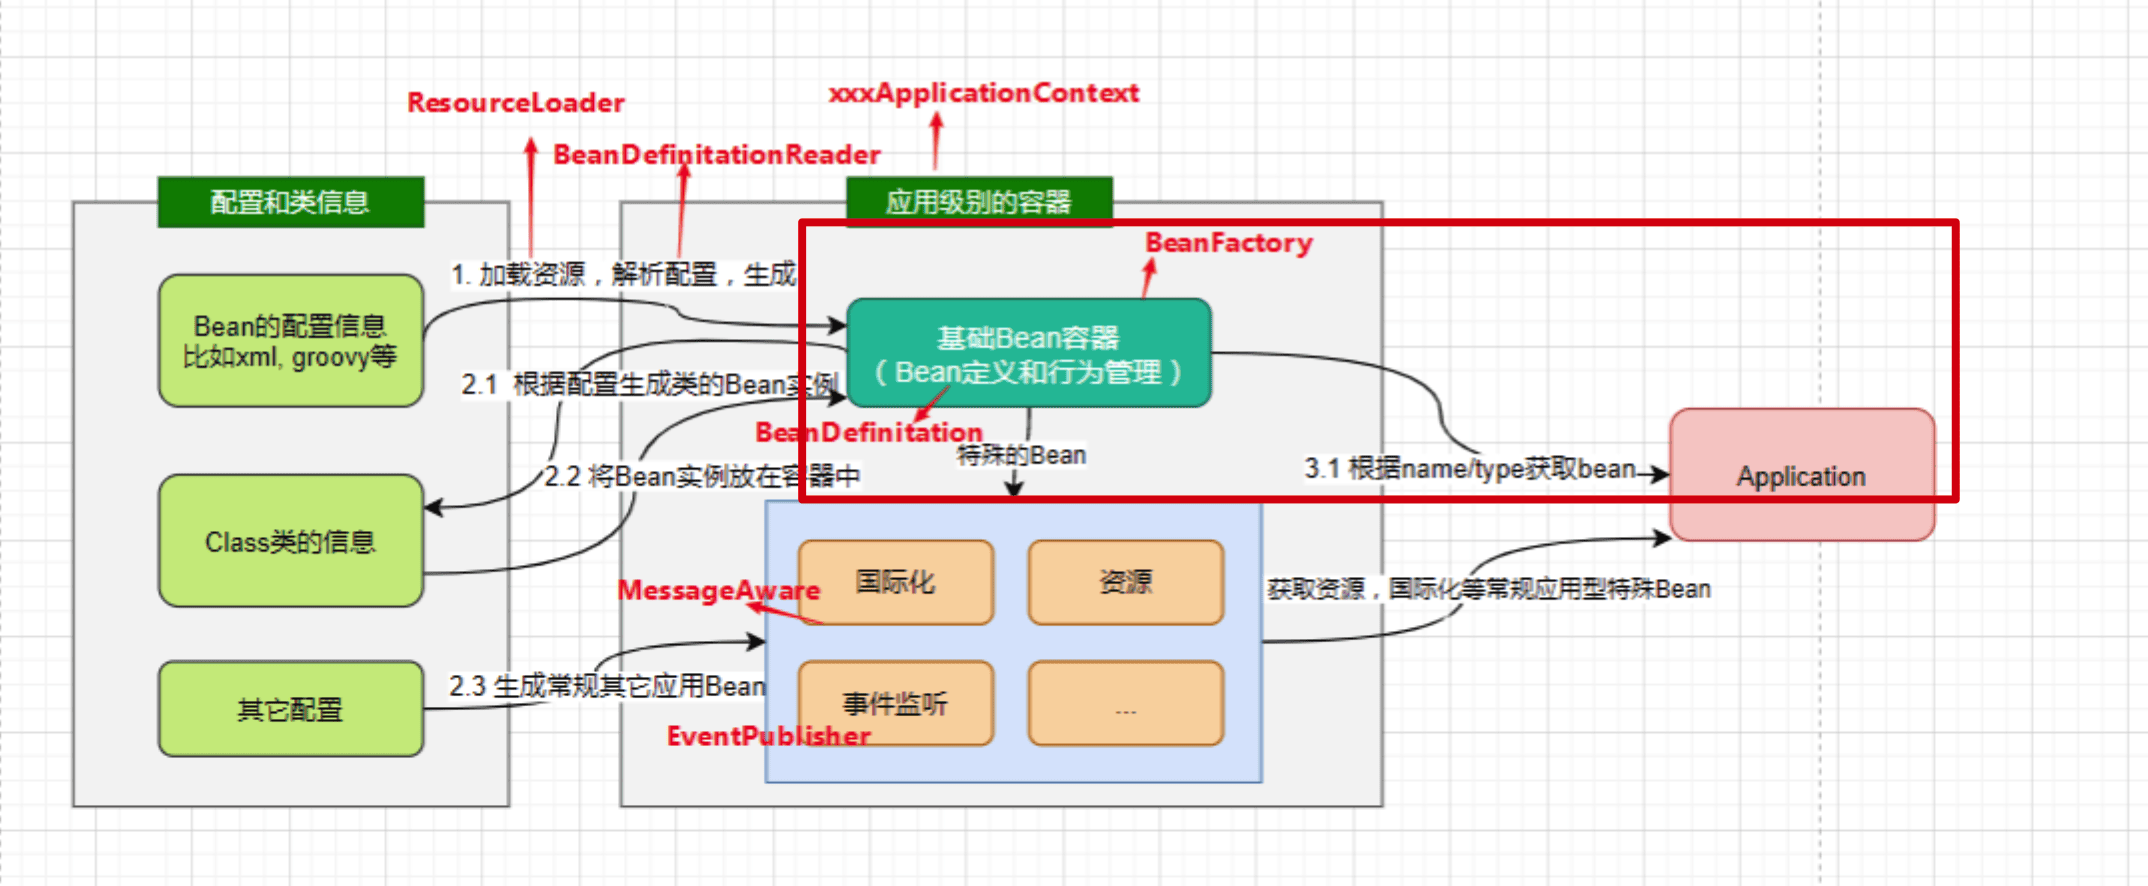 xxxApplicationContext
ResourceLoader
BeanDefinitationReader
配置和类信息
应用级别的容器
BeanFactory
1. 加载资源，解析配置，生成
Bean的配置信息
比如xml, groovy等
基础Bean容器
（Bean定义和行为管理）
2.1 根据配置生成类的Bean实例
BeanDefinitation
特殊的Bean
2.2 将Bean实例放在容器中
3.1 根据name/type获取bean
Application
Class类的信息
国际化
资源
MessageAware
获取资源，国际化等常规应用型特殊Bean
2.3 生成常规其它应用Bean
其它配置
事件监听
...
EventPublisher